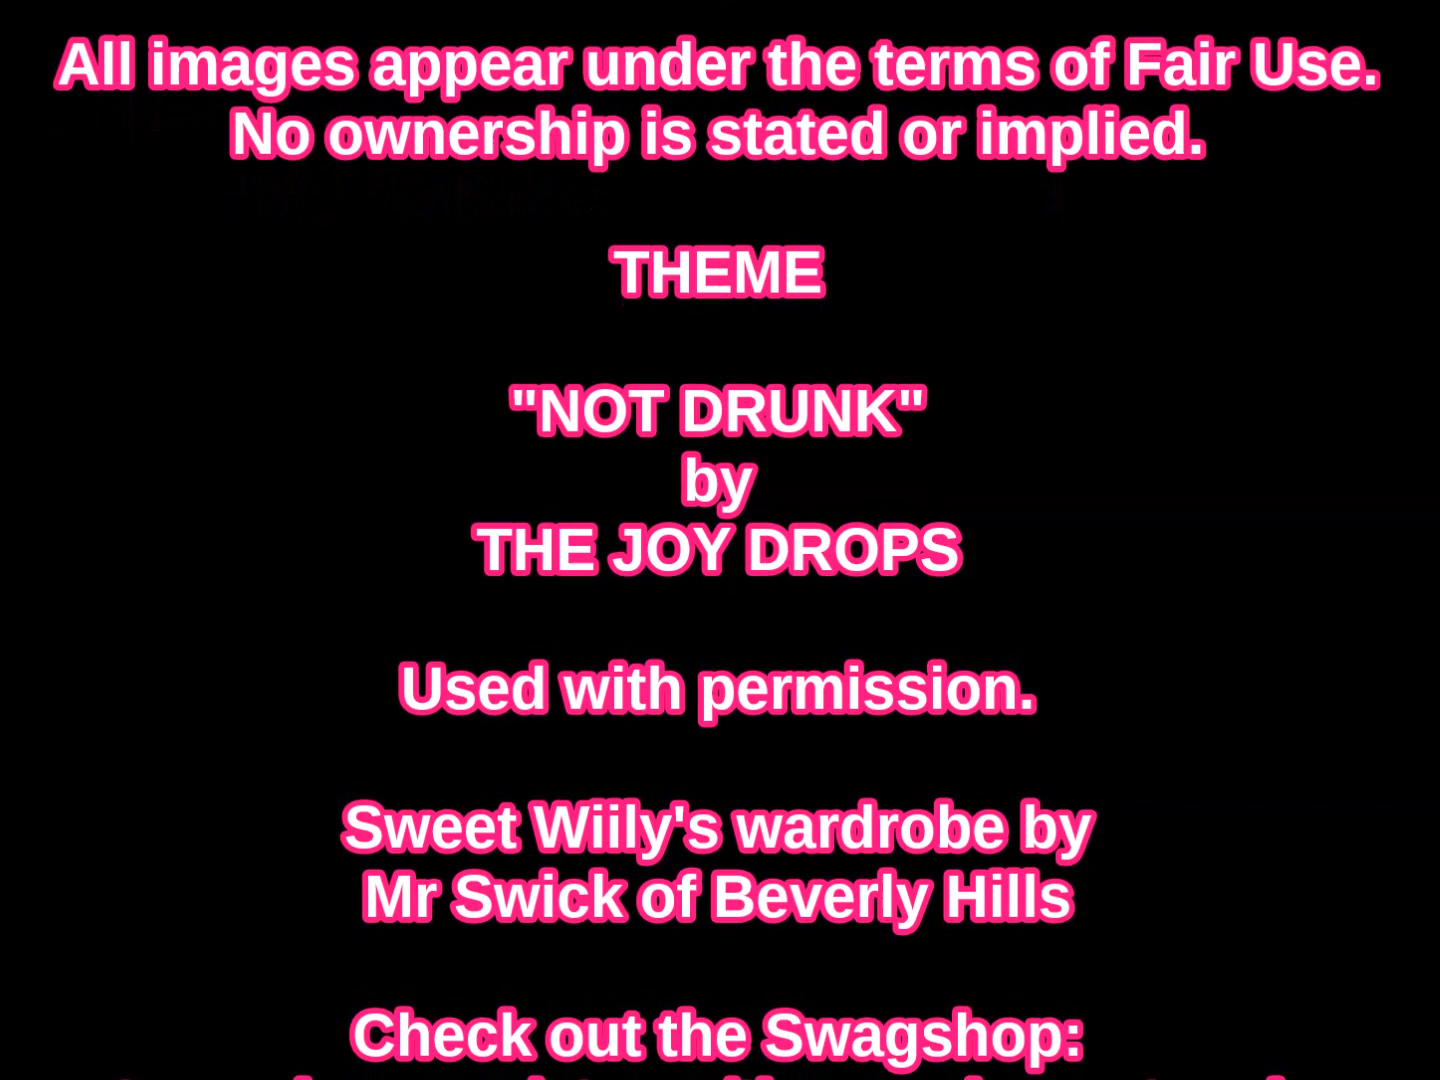 All images appear under the terms of Fair Use.
No ownership is stated or implied.
THEME
"NOT DRUNK"
by
THE JOY DROPS
Used with permission.
Sweet Wiily's wardrobe by
Mr Swick of Beverly Hills
Check out the Swagshop: